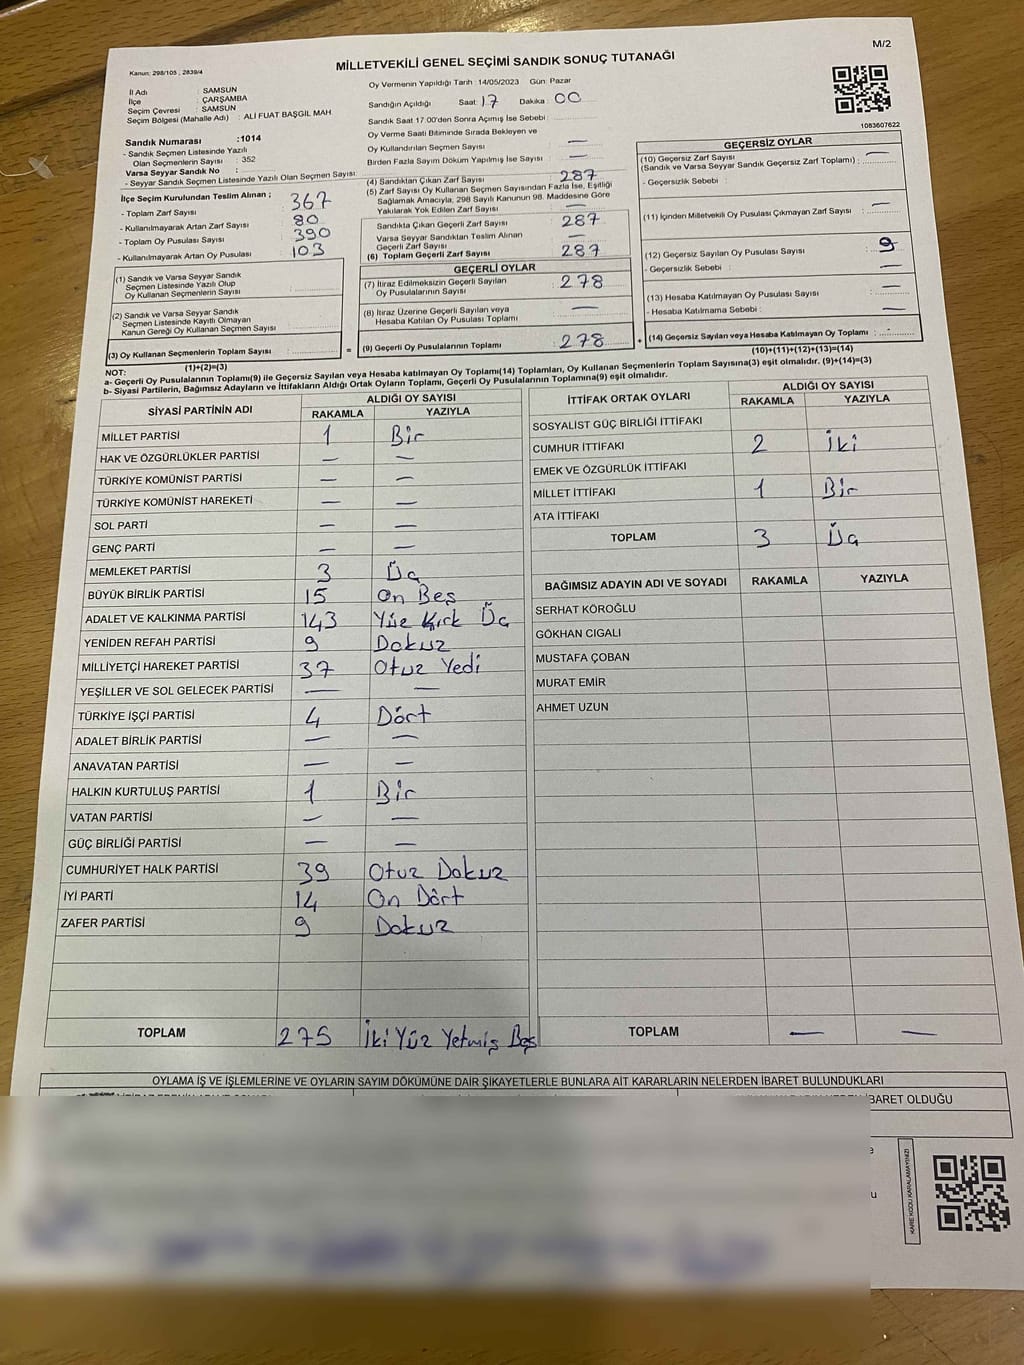 M/2
MİLLETVEKİLİ GENEL SEÇİMİ SANDIK SONUÇ TUTANAĞI
Kanun: 298/105 , 2839/4
İl Adı : SAMSUN
İlçe : ÇARŞAMBA
Seçim Çevresi : SAMSUN
Seçim Bölgesi (Mahalle Adı) : ALİ FUAT BAŞGİL MAH
Sandık Numarası :1014
- Sandık Seçmen Listesinde Yazılı
Olan Seçmenlerin Sayısı : 352
Varsa Seyyar Sandık No :
- Seyyar Sandık Seçmen Listesinde Yazılı Olan Seçmen Sayısı:
İlçe Seçim Kurulundan Teslim Alınan ;
- Toplam Zarf Sayısı : 367
- Kullanılmayarak Artan Zarf Sayısı : 80
- Toplam Oy Pusulası Sayısı : 390
- Kullanılmayarak Artan Oy Pusulası : 103
(1) Sandık ve Varsa Seyyar Sandık
Seçmen Listesinde Yazılı Olup
Oy Kullanan Seçmenlerin Sayısı :
(2) Sandık ve Varsa Seyyar Sandık
Seçmen Listesinde Kayıtlı Olmayan
Kanun Gereği Oy Kullanan Seçmen Sayısı :
(3) Oy Kullanan Seçmenlerin Toplam Sayısı :
(1)+(2)=(3)
Oy Vermenin Yapıldığı Tarih : 14/05/2023 Gün: Pazar
Sandığın Açıldığı Saat : 17 Dakika : 00
Sandık Saat 17.00'den Sonra Açılmış İse Sebebi :
Oy Verme Saati Bitiminde Sırada Bekleyen ve
Oy Kullandırılan Seçmen Sayısı : —
Birden Fazla Sayım Döküm Yapılmış İse Sayısı : —
(4) Sandıktan Çıkan Zarf Sayısı : 287
(5) Zarf Sayısı Oy Kullanan Seçmen Sayısından Fazla İse, Eşitliği
Sağlamak Amacıyla, 298 Sayılı Kanunun 98. Maddesine Göre
Yakılarak Yok Edilen Zarf Sayısı : —
Sandıkta Çıkan Geçerli Zarf Sayısı : 287
Varsa Seyyar Sandıktan Teslim Alınan
Geçerli Zarf Sayısı : —
(6) Toplam Geçerli Zarf Sayısı : 287
GEÇERLİ OYLAR
(7) İtiraz Edilmeksizin Geçerli Sayılan
Oy Pusulalarının Sayısı : 278
(8) İtiraz Üzerine Geçerli Sayılan veya
Hesaba Katılan Oy Pusulası Toplamı : —
= (9) Geçerli Oy Pusulalarının Toplamı : 278 +
1083607622
GEÇERSİZ OYLAR
(10) Geçersiz Zarf Sayısı
(Sandık ve Varsa Seyyar Sandık Geçersiz Zarf Toplamı) : —
- Geçersizlik Sebebi :
(11) İçinden Milletvekili Oy Pusulası Çıkmayan Zarf Sayısı : —
(12) Geçersiz Sayılan Oy Pusulası Sayısı : 9
- Geçersizlik Sebebi : —
(13) Hesaba Katılmayan Oy Pusulası Sayısı : —
- Hesaba Katılmama Sebebi : —
(14) Geçersiz Sayılan veya Hesaba Katılmayan Oy Toplamı :
(10)+(11)+(12)+(13)=(14)
NOT:
a- Geçerli Oy Pusulalarının Toplamı(9) ile Geçersiz Sayılan veya Hesaba katılmayan Oy Toplamı(14) Toplamları, Oy Kullanan Seçmenlerin Toplam Sayısına(3) eşit olmalıdır. (9)+(14)=(3)
b- Siyasi Partilerin, Bağımsız Adayların ve İttifakların Aldığı Ortak Oyların Toplamı, Geçerli Oy Pusulalarının Toplamına(9) eşit olmalıdır.
SİYASİ PARTİNİN ADI ALDIĞI OY SAYISI
RAKAMLA YAZIYLA
MİLLET PARTİSİ 1 Bir
HAK VE ÖZGÜRLÜKLER PARTİSİ — —
TÜRKİYE KOMÜNİST PARTİSİ — —
TÜRKİYE KOMÜNİST HAREKETİ — —
SOL PARTİ — —
GENÇ PARTİ — —
MEMLEKET PARTİSİ 3 Üç
BÜYÜK BİRLİK PARTİSİ 15 On Beş
ADALET VE KALKINMA PARTİSİ 143 Yüz Kırk Üç
YENİDEN REFAH PARTİSİ 9 Dokuz
MİLLİYETÇİ HAREKET PARTİSİ 37 Otuz Yedi
YEŞİLLER VE SOL GELECEK PARTİSİ — —
TÜRKİYE İŞÇİ PARTİSİ 4 Dört
ADALET BİRLİK PARTİSİ — —
ANAVATAN PARTİSİ — —
HALKIN KURTULUŞ PARTİSİ 1 Bir
VATAN PARTİSİ — —
GÜÇ BİRLİĞİ PARTİSİ — —
CUMHURİYET HALK PARTİSİ 39 Otuz Dokuz
İYİ PARTİ 14 On Dört
ZAFER PARTİSİ 9 Dokuz
TOPLAM 275 İki Yüz Yetmiş Beş
İTTİFAK ORTAK OYLARI ALDIĞI OY SAYISI
RAKAMLA YAZIYLA
SOSYALİST GÜÇ BİRLİĞİ İTTİFAKI
CUMHUR İTTİFAKI 2 İki
EMEK VE ÖZGÜRLÜK İTTİFAKI
MİLLET İTTİFAKI 1 Bir
ATA İTTİFAKI
TOPLAM 3 Üç
BAĞIMSIZ ADAYIN ADI VE SOYADI RAKAMLA YAZIYLA
SERHAT KÖROĞLU
GÖKHAN CIGALI
MUSTAFA ÇOBAN
MURAT EMİR
AHMET UZUN
TOPLAM — —
OYLAMA İŞ VE İŞLEMLERİNE VE OYLARIN SAYIM DÖKÜMÜNE DAİR ŞİKAYETLERLE BUNLARA AİT KARARLARIN NELERDEN İBARET BULUNDUKLARI
İBARET OLDUĞU
KARE KODU KARALAMAYINIZ!